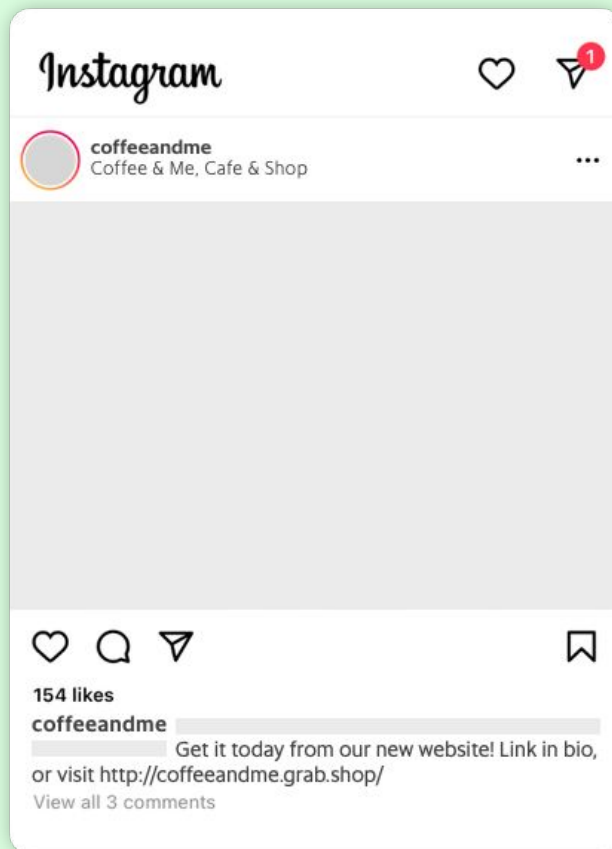 Instagram
1
coffeeandme
Coffee & Me, Cafe & Shop
154 likes
coffeeandme
Get it today from our new website! Link in bio,
or visit http://coffeeandme.grab.shop/
View all 3 comments